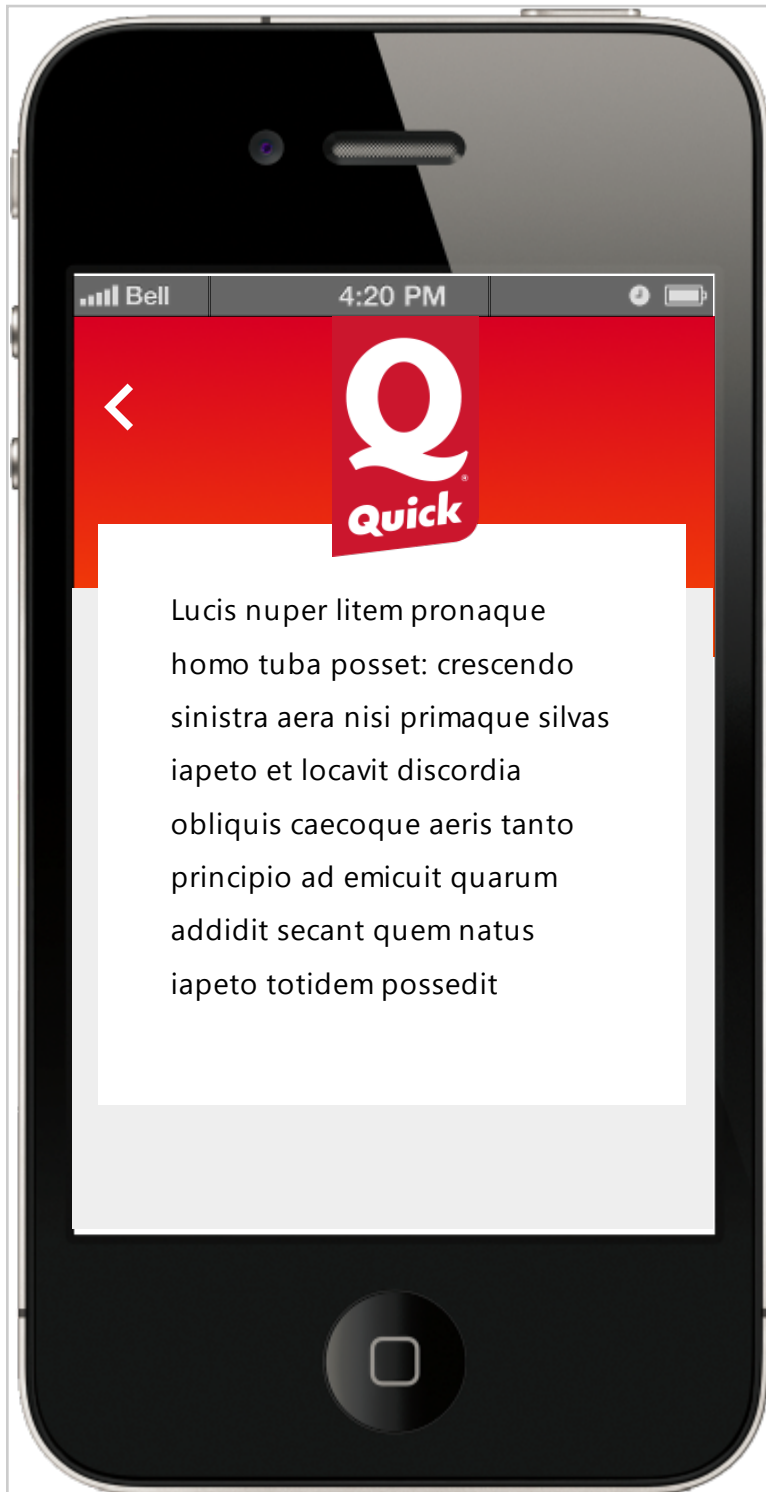 Bell
4:20 PM
Q
Quick
Lucis nuper litem pronaque
homo tuba posset: crescendo
sinistra aera nisi primaque silvas
iapeto et locavit discordia
obliquis caecoque aeris tanto
principio ad emicuit quarum
addidit secant quem natus
iapeto totidem possedit